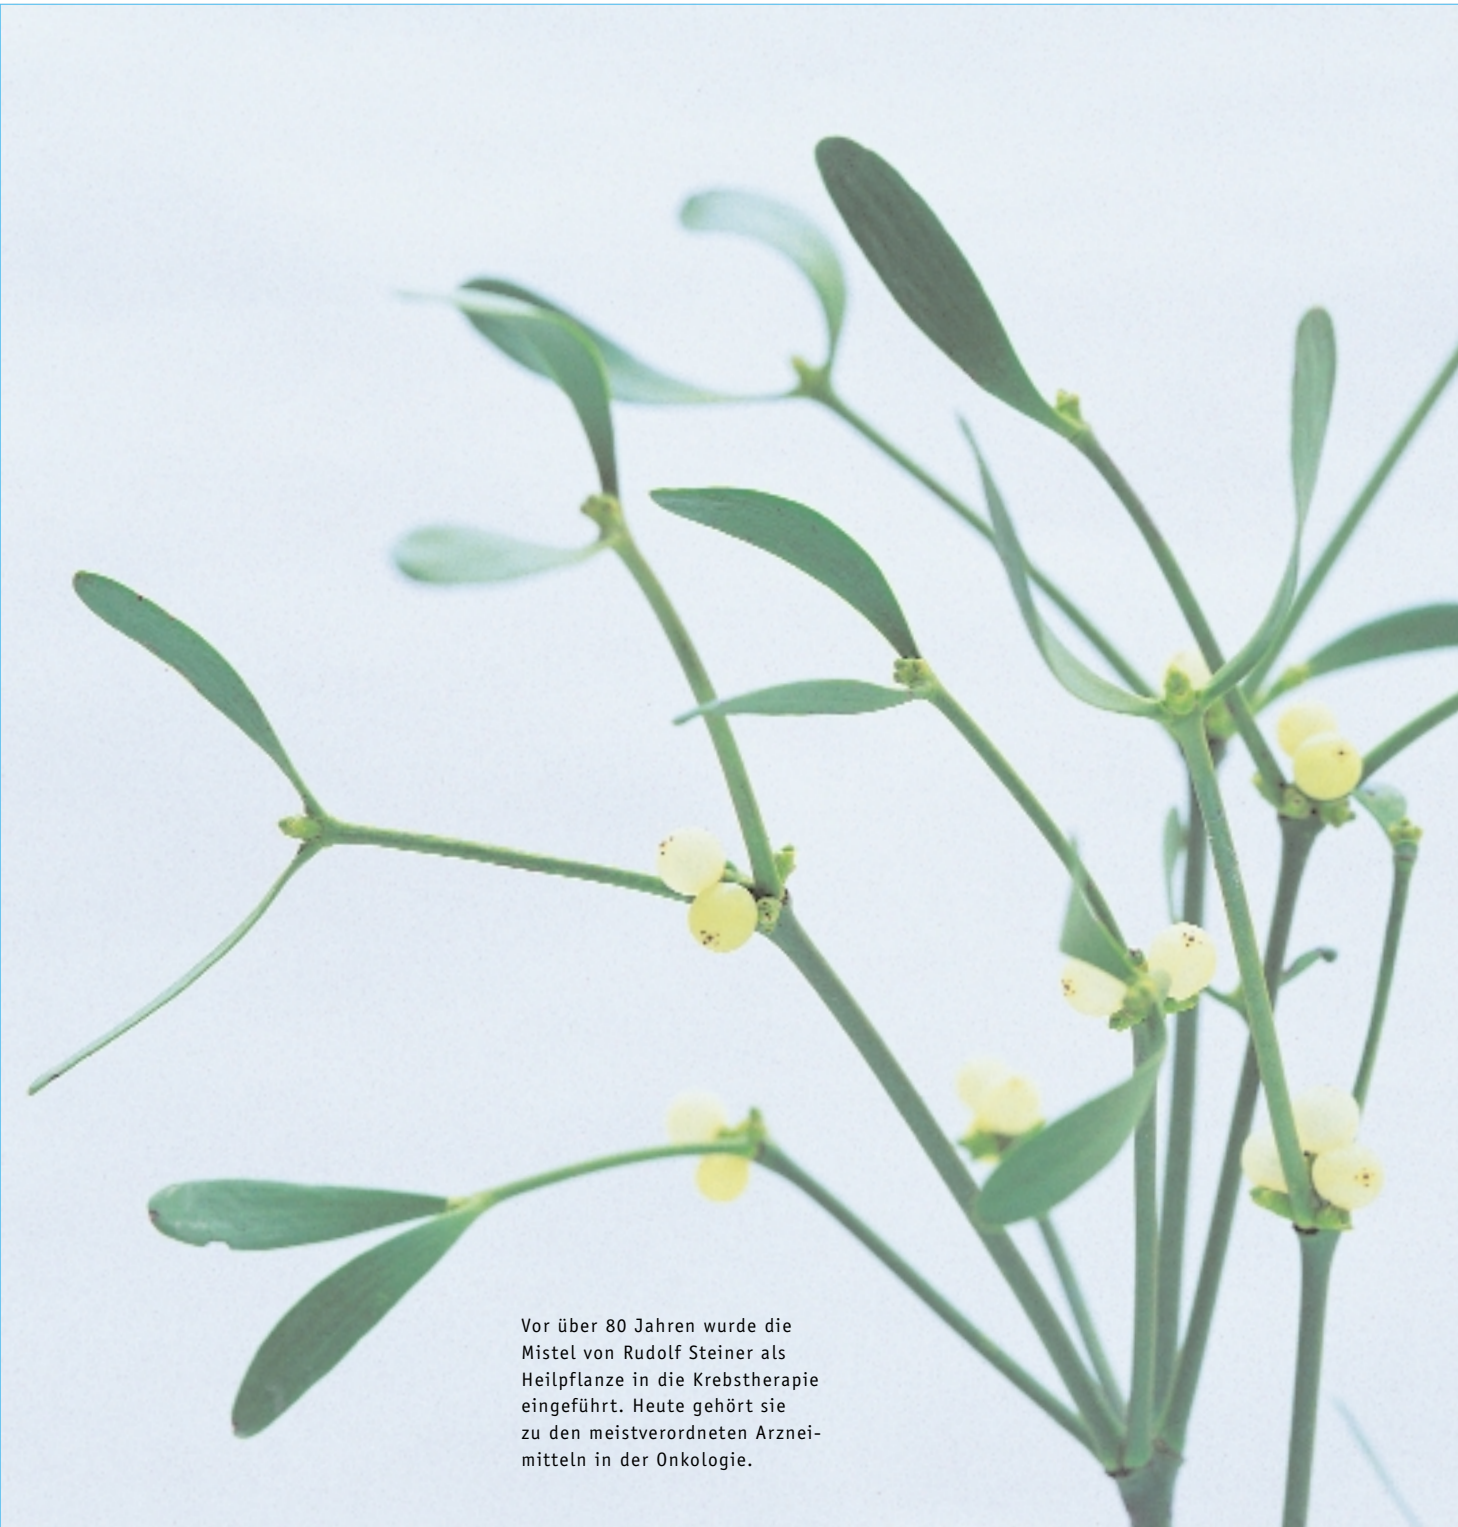 Vor über 80 Jahren wurde die
Mistel von Rudolf Steiner als
Heilpflanze in die Krebstherapie
eingeführt. Heute gehört sie
zu den meistverordneten Arznei-
mitteln in der Onkologie.